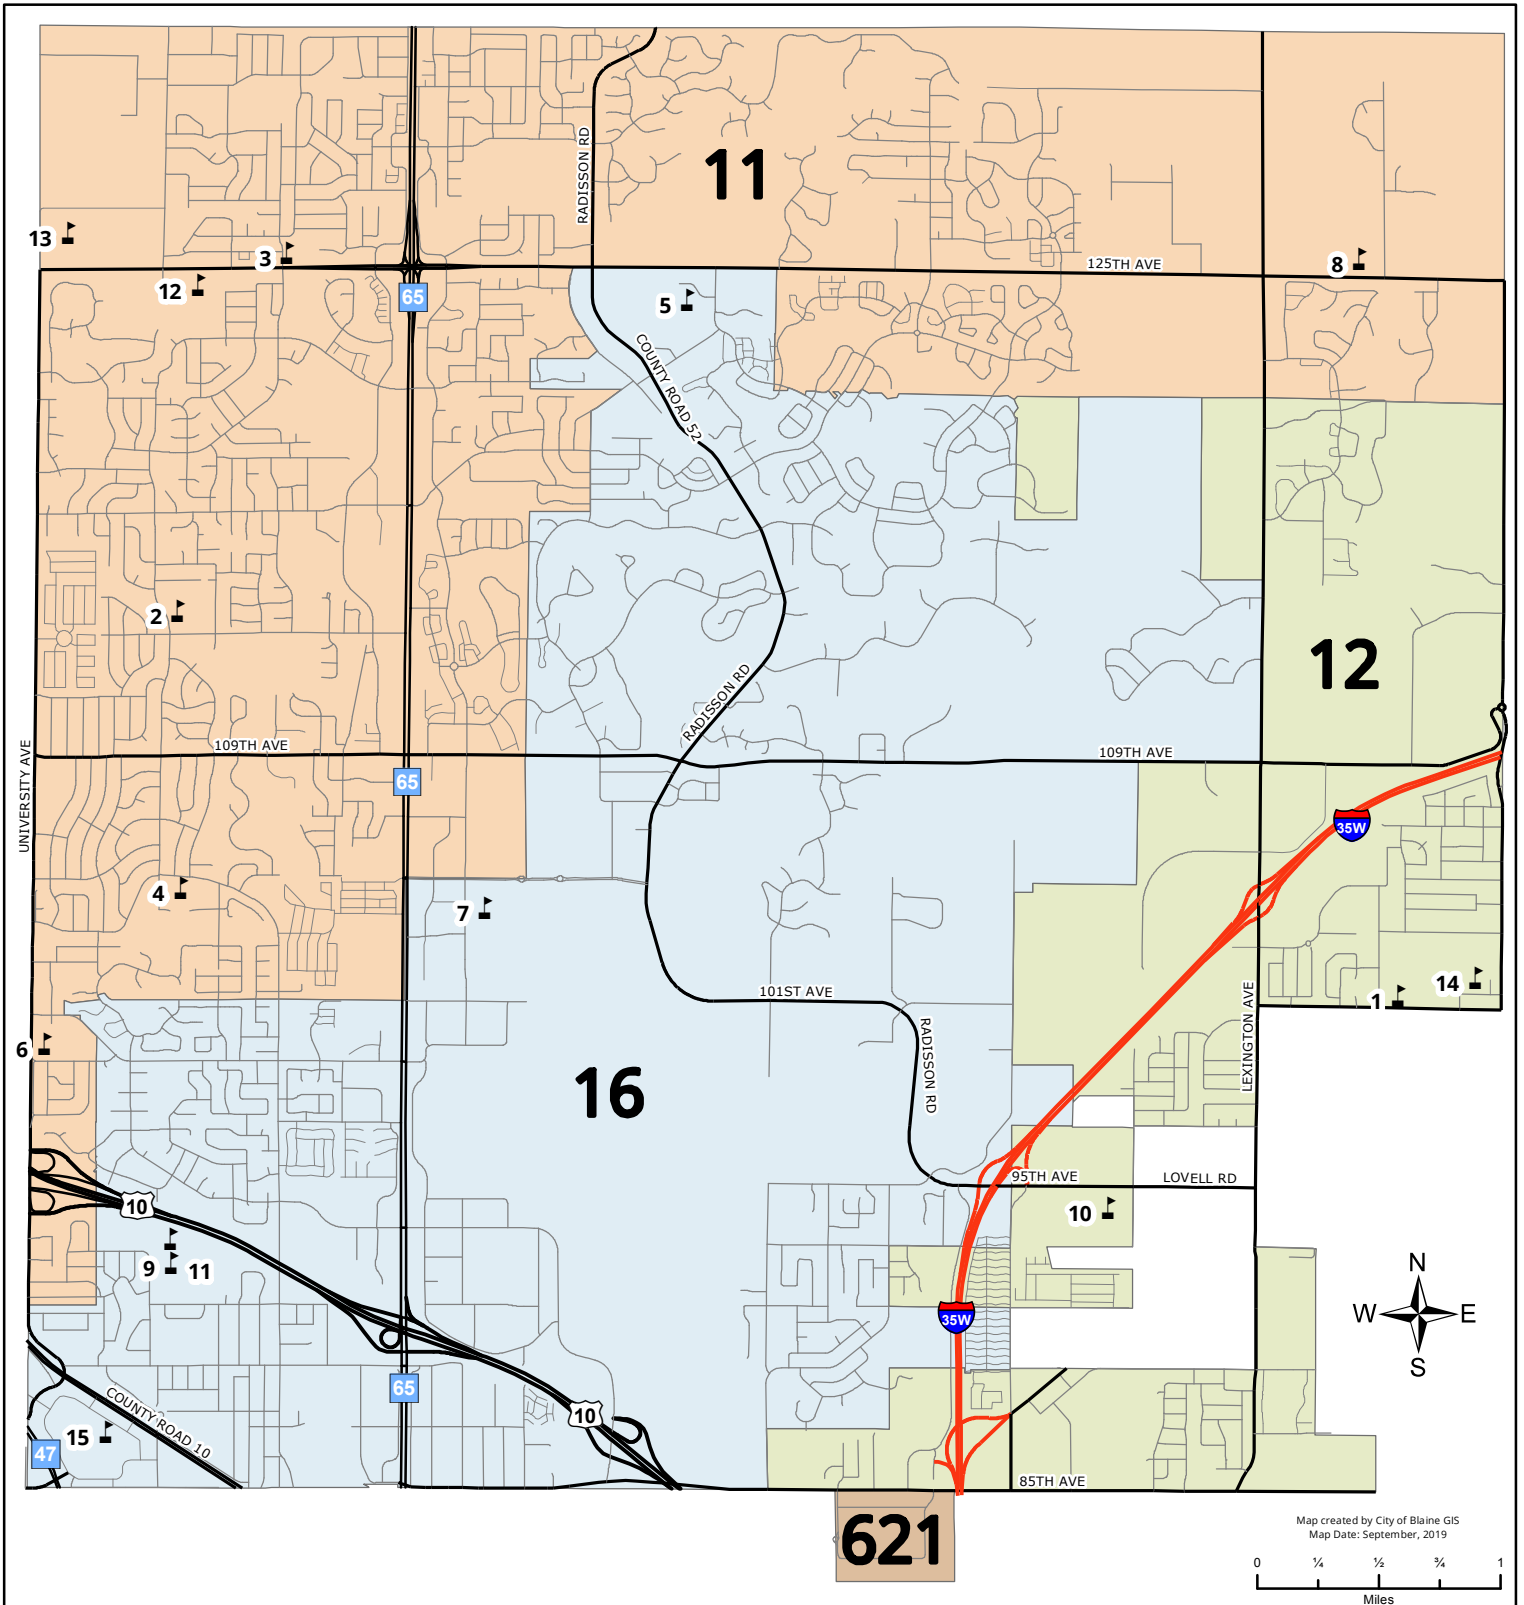 11
RADISSON RD
13
3
12
65
5
125TH AVE
8
COUNTY ROAD 52
2
12
RADISSON RD
109TH AVE
109TH AVE
UNIVERSITY AVE
65
35W
4
7
14
1
101ST AVE
LEXINGTON AVE
RADISSON RD
6
16
95TH AVE
LOVELL RD
10
10
9
11
N
W
E
S
35W
65
COUNTY ROAD 10
10
15
47
85TH AVE
621
Map created by City of Blaine GIS
Map Date: September, 2019
0 ¼ ½ ¾ 1
Miles